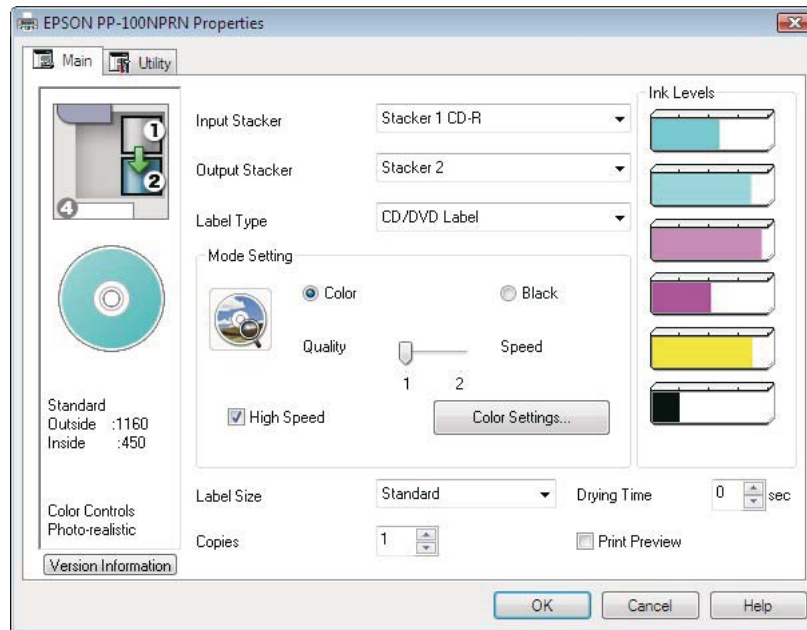 EPSON PP-100NPRN Properties
Main
Utility
1
2
4
Standard
Outside :1160
Inside :450
Color Controls
Photo-realistic
Version Information
Input Stacker
Stacker 1 CD-R
Output Stacker
Stacker 2
Label Type
CD/DVD Label
Mode Setting
Color
Black
Quality
Speed
1 2
High Speed
Color Settings...
Label Size
Standard
Drying Time
0
sec
Copies
1
Print Preview
Ink Levels
OK
Cancel
Help